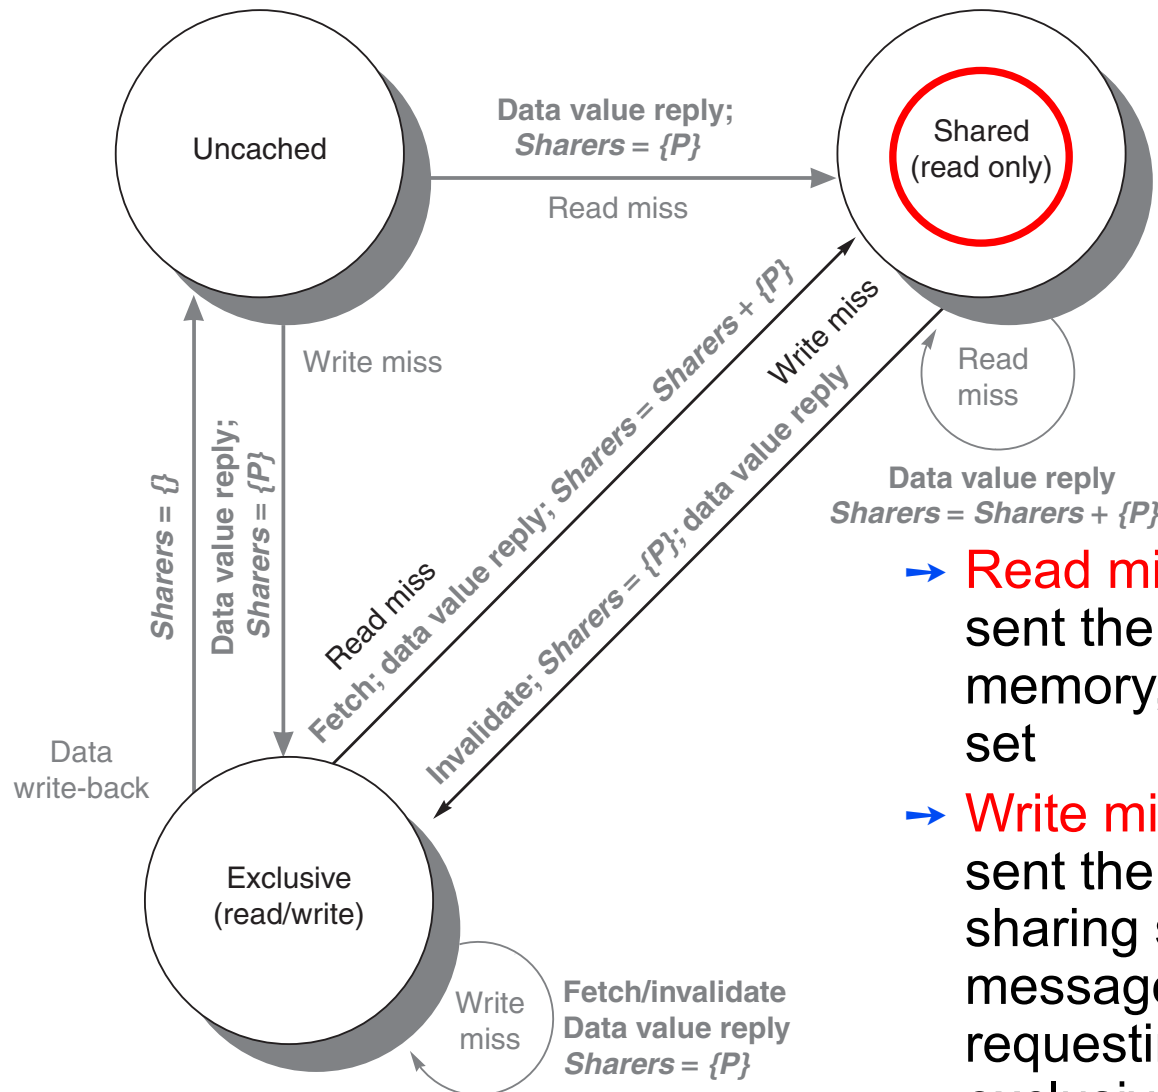 Uncached
Data value reply;
Sharers = {P}
Read miss
Shared
(read only)
Write miss
Sharers = {}
Data value reply;
Sharers = {P}
Read miss
Fetch; data value reply; Sharers = Sharers + {P}
Write miss
Invalidate; Sharers = {P}; data value reply
Read
miss
Data value reply
Sharers = Sharers + {P}
Data
write-back
Exclusive
(read/write)
Write
miss
Fetch/invalidate
Data value reply
Sharers = {P}
→ Read mi
sent the
memory,
set
→ Write mi
sent the
sharing s
message
requesti